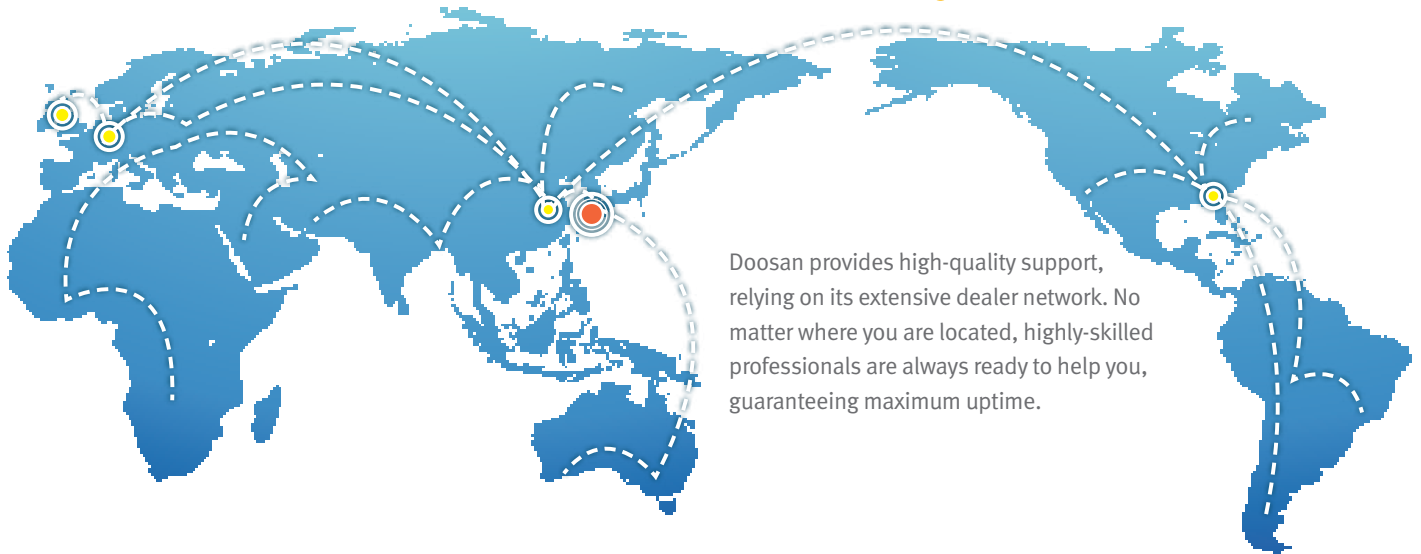 Doosan provides high-quality support,
relying on its extensive dealer network. No
matter where you are located, highly-skilled
professionals are always ready to help you,
guaranteeing maximum uptime.